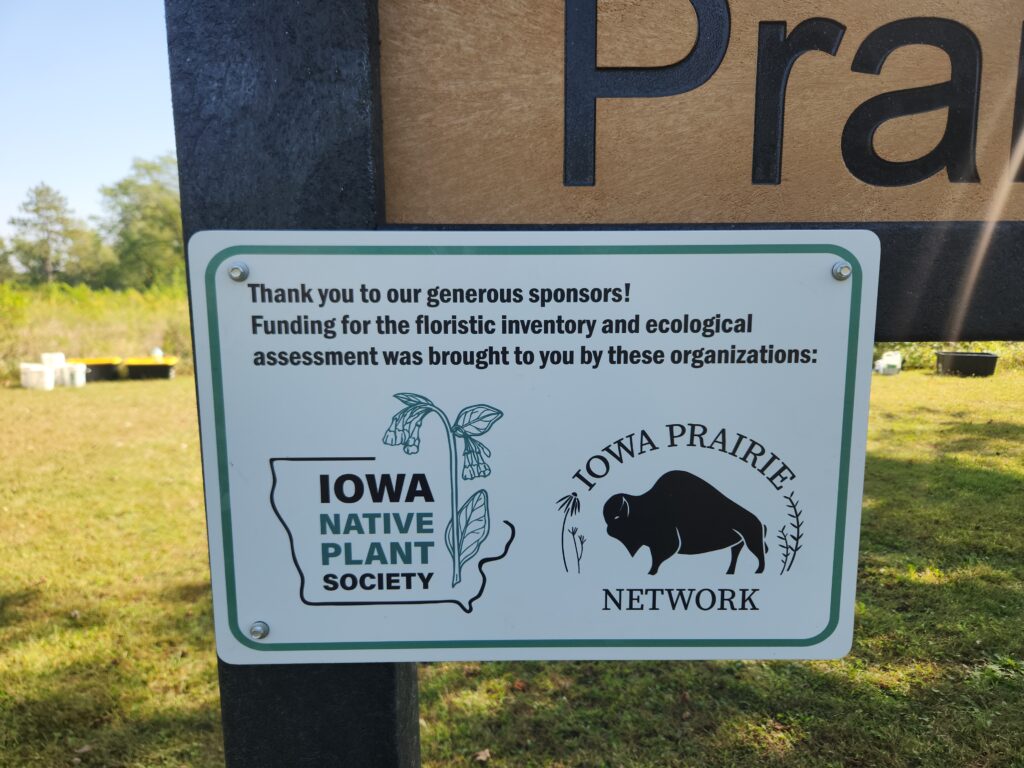 Pra
Thank you to our generous sponsors!
Funding for the floristic inventory and ecological
assessment was brought to you by these organizations:
IOWA
NATIVE
PLANT
SOCIETY
IOWA PRAIRIE
NETWORK